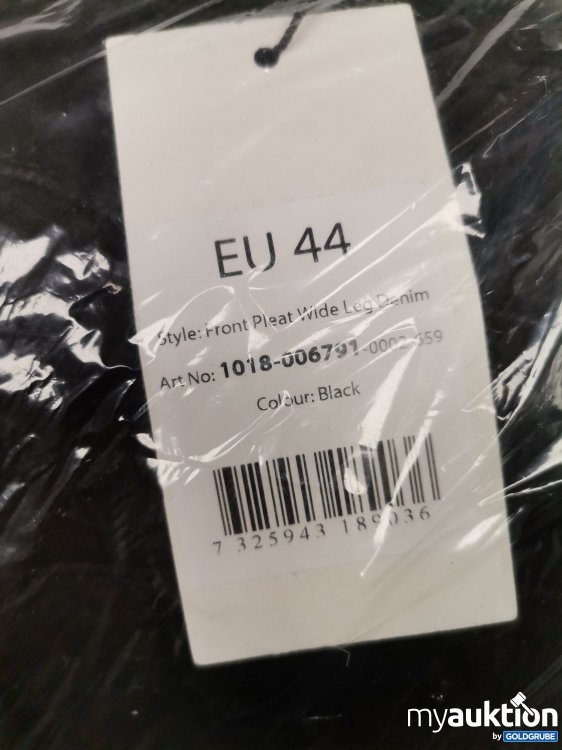 EU 44
Style: Front Pleat Wide Leg Denim
Art No: 1018-006791-0002-559
Colour: Black
7 325943 189036
myauktion
by GOLDGRUBE